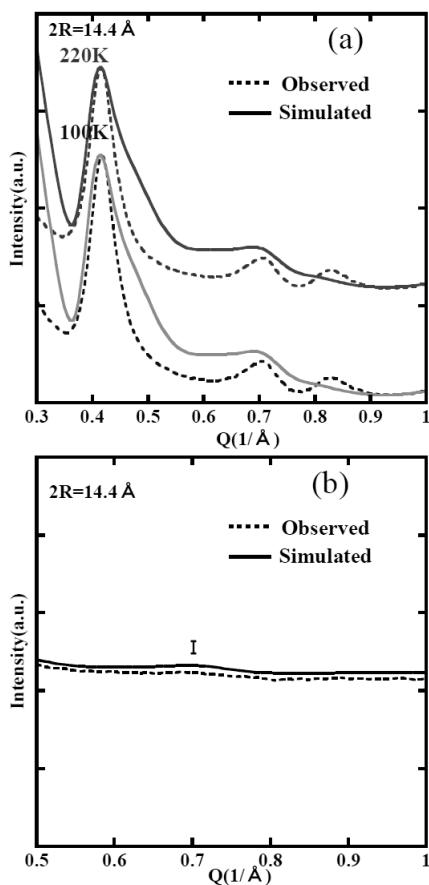 2R=14.4 Å
(a)
220K
Observed
Simulated
100K
Intensity(a.u.)
0.3 0.4 0.5 0.6 0.7 0.8 0.9 1
Q(1/Å)
2R=14.4 Å
(b)
Observed
Simulated
Intensity(a.u.)
0.5 0.6 0.7 0.8 0.9 1
Q(1/Å)